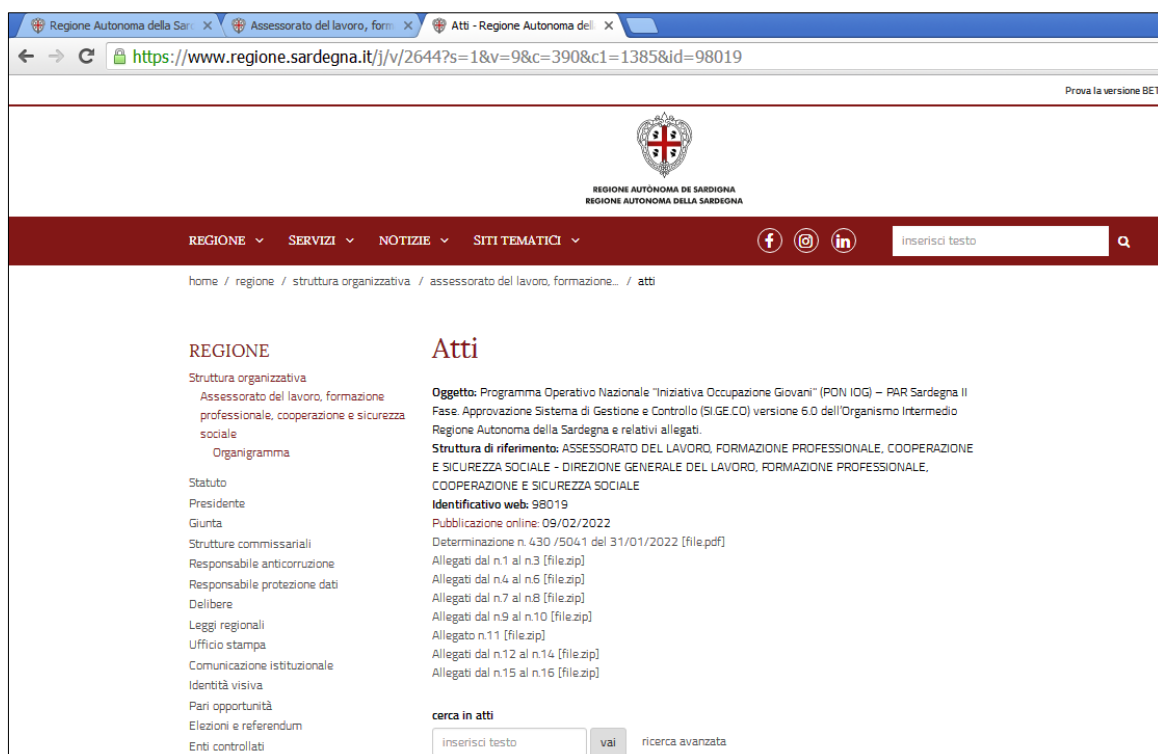 Regione Autonoma della Sar
Assessorato del lavoro, form
Atti - Regione Autonoma del
https://www.regione.sardegna.it/j/v/2644?s=1&v=9&c=390&c1=1385&id=98019
Prova la versione BET
REGIONE AUTÒNOMA DE SARDIGNA
REGIONE AUTONOMA DELLA SARDEGNA
REGIONE SERVIZI NOTIZIE SITI TEMATICI inserisci testo
home / regione / struttura organizzativa / assessorato del lavoro, formazione... / atti
REGIONE
Struttura organizzativa
Assessorato del lavoro, formazione
professionale, cooperazione e sicurezza
sociale
Organigramma
Statuto
Presidente
Giunta
Strutture commissariali
Responsabile anticorruzione
Responsabile protezione dati
Delibere
Leggi regionali
Ufficio stampa
Comunicazione istituzionale
Identità visiva
Pari opportunità
Elezioni e referendum
Enti controllati
Atti
Oggetto: Programma Operativo Nazionale "Iniziativa Occupazione Giovani" (PON IOG) – PAR Sardegna II
Fase. Approvazione Sistema di Gestione e Controllo (SI.GE.CO) versione 6.0 dell'Organismo Intermedio
Regione Autonoma della Sardegna e relativi allegati.
Struttura di riferimento: ASSESSORATO DEL LAVORO, FORMAZIONE PROFESSIONALE, COOPERAZIONE
E SICUREZZA SOCIALE - DIREZIONE GENERALE DEL LAVORO, FORMAZIONE PROFESSIONALE,
COOPERAZIONE E SICUREZZA SOCIALE
Identificativo web: 98019
Pubblicazione online: 09/02/2022
Determinazione n. 430 /5041 del 31/01/2022 [file.pdf]
Allegati dal n.1 al n.3 [file.zip]
Allegati dal n.4 al n.6 [file.zip]
Allegati dal n.7 al n.8 [file.zip]
Allegati dal n.9 al n.10 [file.zip]
Allegato n.11 [file.zip]
Allegati dal n.12 al n.14 [file.zip]
Allegati dal n.15 al n.16 [file.zip]
cerca in atti
inserisci testo vai ricerca avanzata